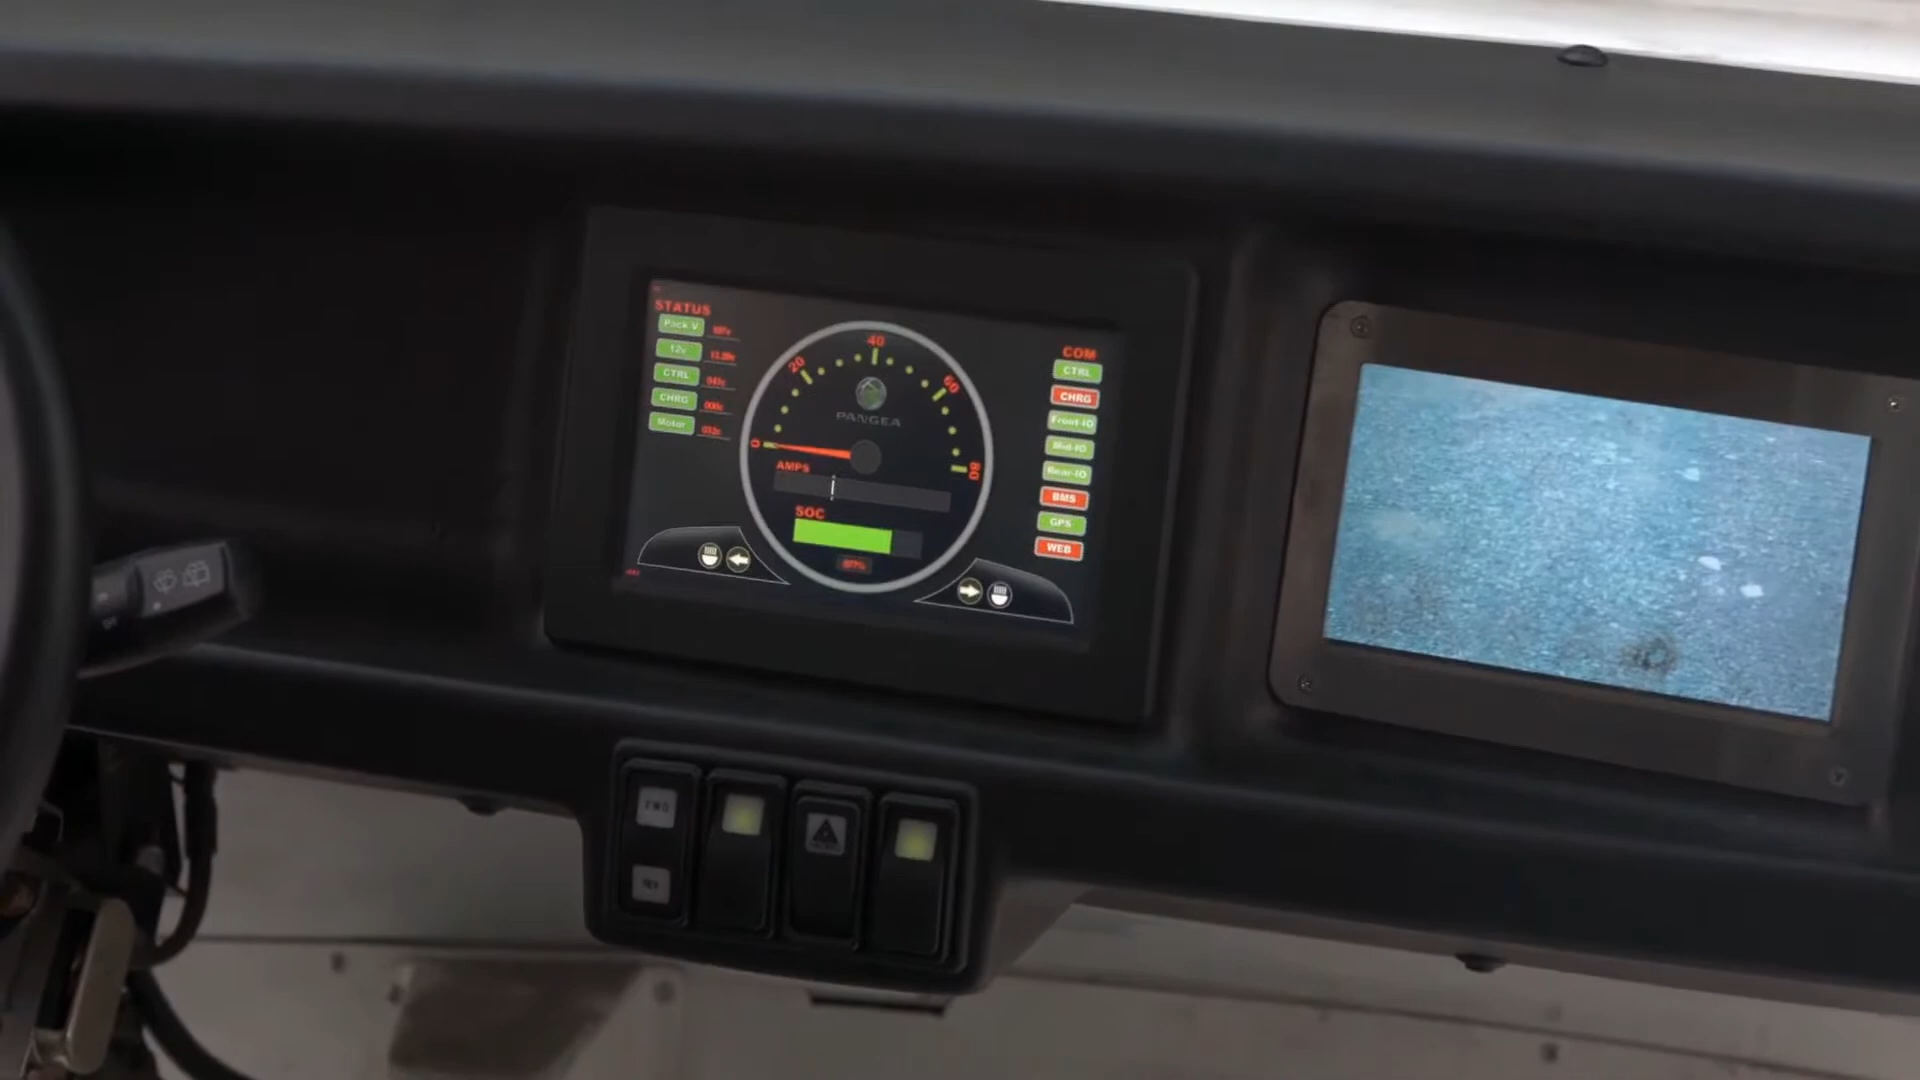 STATUS
Pack V
12v
CTRL
CHRG
Motor
0
20
40
60
80
PANGEA
AMPs
SOC
COM
CTRL
CHRG
Front-IO
Mid-IO
Rear-IO
BMS
GPS
WEB